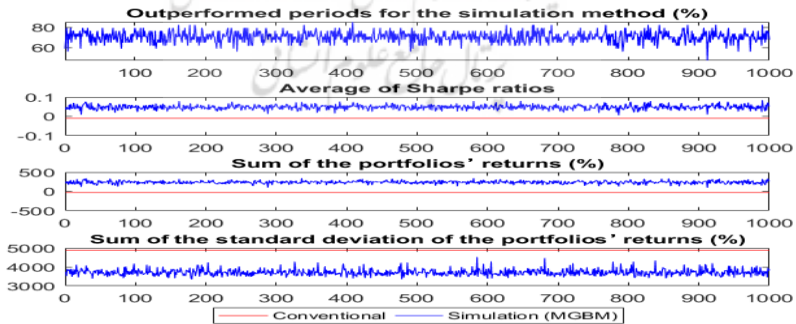 Outperformed periods for the simulation method (%)
80
60
100 200 300 400 500 600 700 800 900 1000
Average of Sharpe ratios
0.1
0
-0.1
0 100 200 300 400 500 600 700 800 900 1000
Sum of the portfolios' returns (%)
500
0
-500
0 100 200 300 400 500 600 700 800 900 1000
Sum of the standard deviation of the portfolios' returns (%)
5000
4000
3000
0 100 200 300 400 500 600 700 800 900 1000
Conventional Simulation (MGBM)